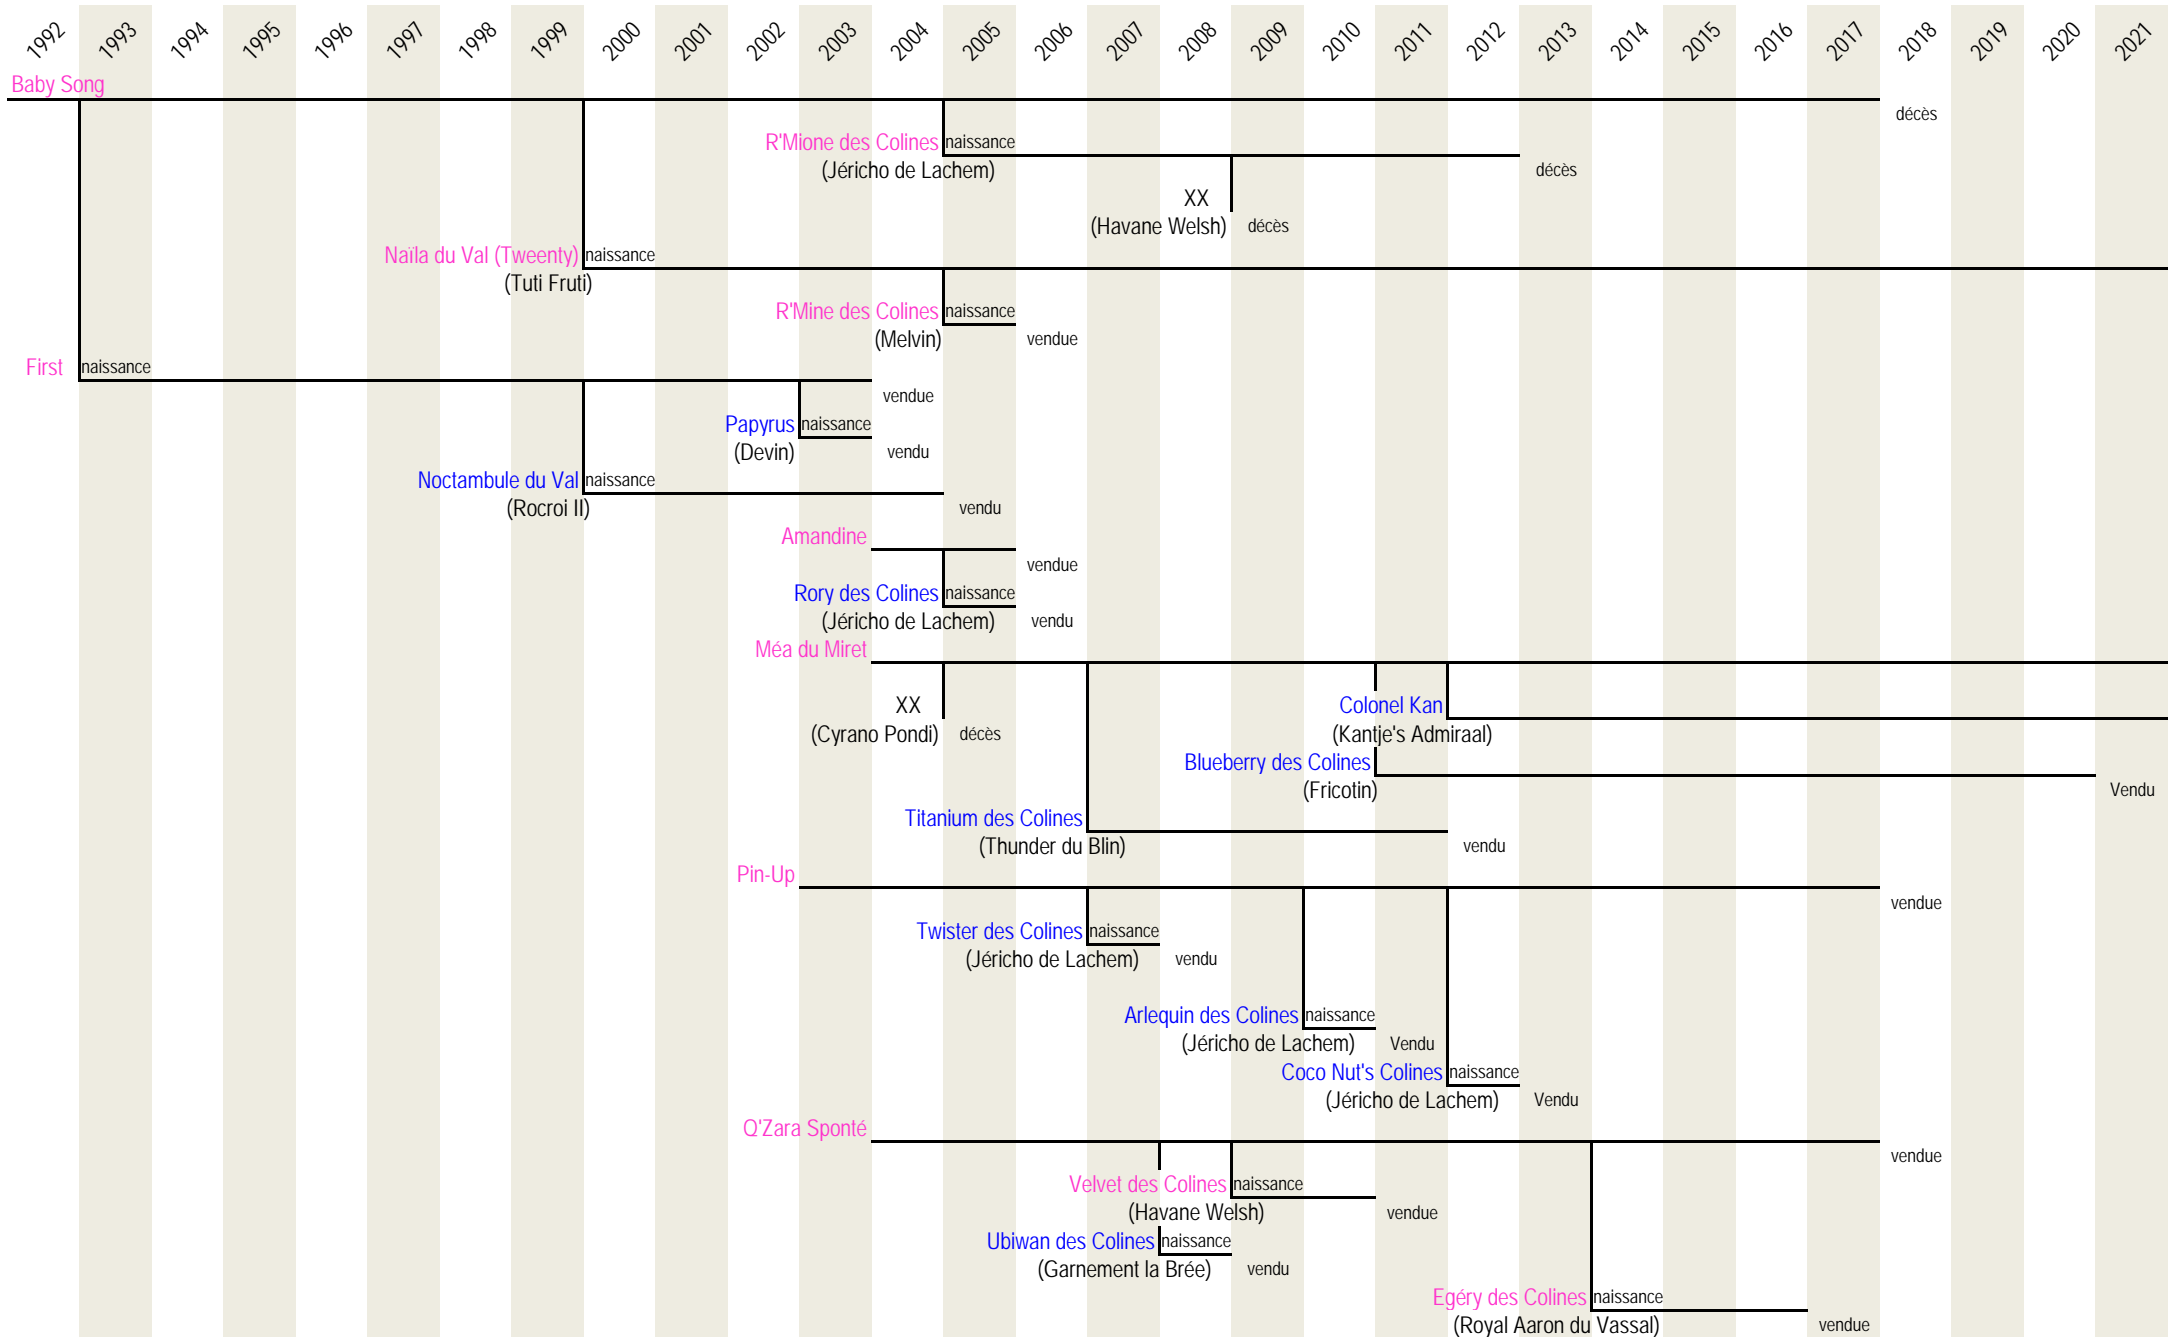 1992 1993 1994 1995 1996 1997 1998 1999 2000 2001 2002 2003 2004 2005 2006 2007 2008 2009 2010 2011 2012 2013 2014 2015 2016 2017 2018 2019 2020 2021
Baby Song
décès
R'Mione des Colines naissance
(Jéricho de Lachem) décès
XX
(Havane Welsh) décès
Naïla du Val (Tweenty) naissance
(Tuti Fruti)
R'Mine des Colines naissance
(Melvin) vendue
First naissance
vendue
Papyrus naissance
(Devin) vendu
Noctambule du Val naissance
(Rocroi II) vendu
Amandine
vendue
Rory des Colines naissance
(Jéricho de Lachem) vendu
Méa du Miret
XX Colonel Kan
(Cyrano Pondi) décès (Kantje's Admiraal)
Blueberry des Colines
(Fricotin) Vendu
Titanium des Colines
(Thunder du Blin) vendu
Pin-Up
vendue
Twister des Colines naissance
(Jéricho de Lachem) vendu
Arlequin des Colines naissance
(Jéricho de Lachem) Vendu
Coco Nut's Colines naissance
(Jéricho de Lachem) Vendu
Q'Zara Sponté
vendue
Velvet des Colines naissance
(Havane Welsh) vendue
Ubiwan des Colines naissance
(Garnement la Brée) vendu
Egéry des Colines naissance
(Royal Aaron du Vassal) vendue